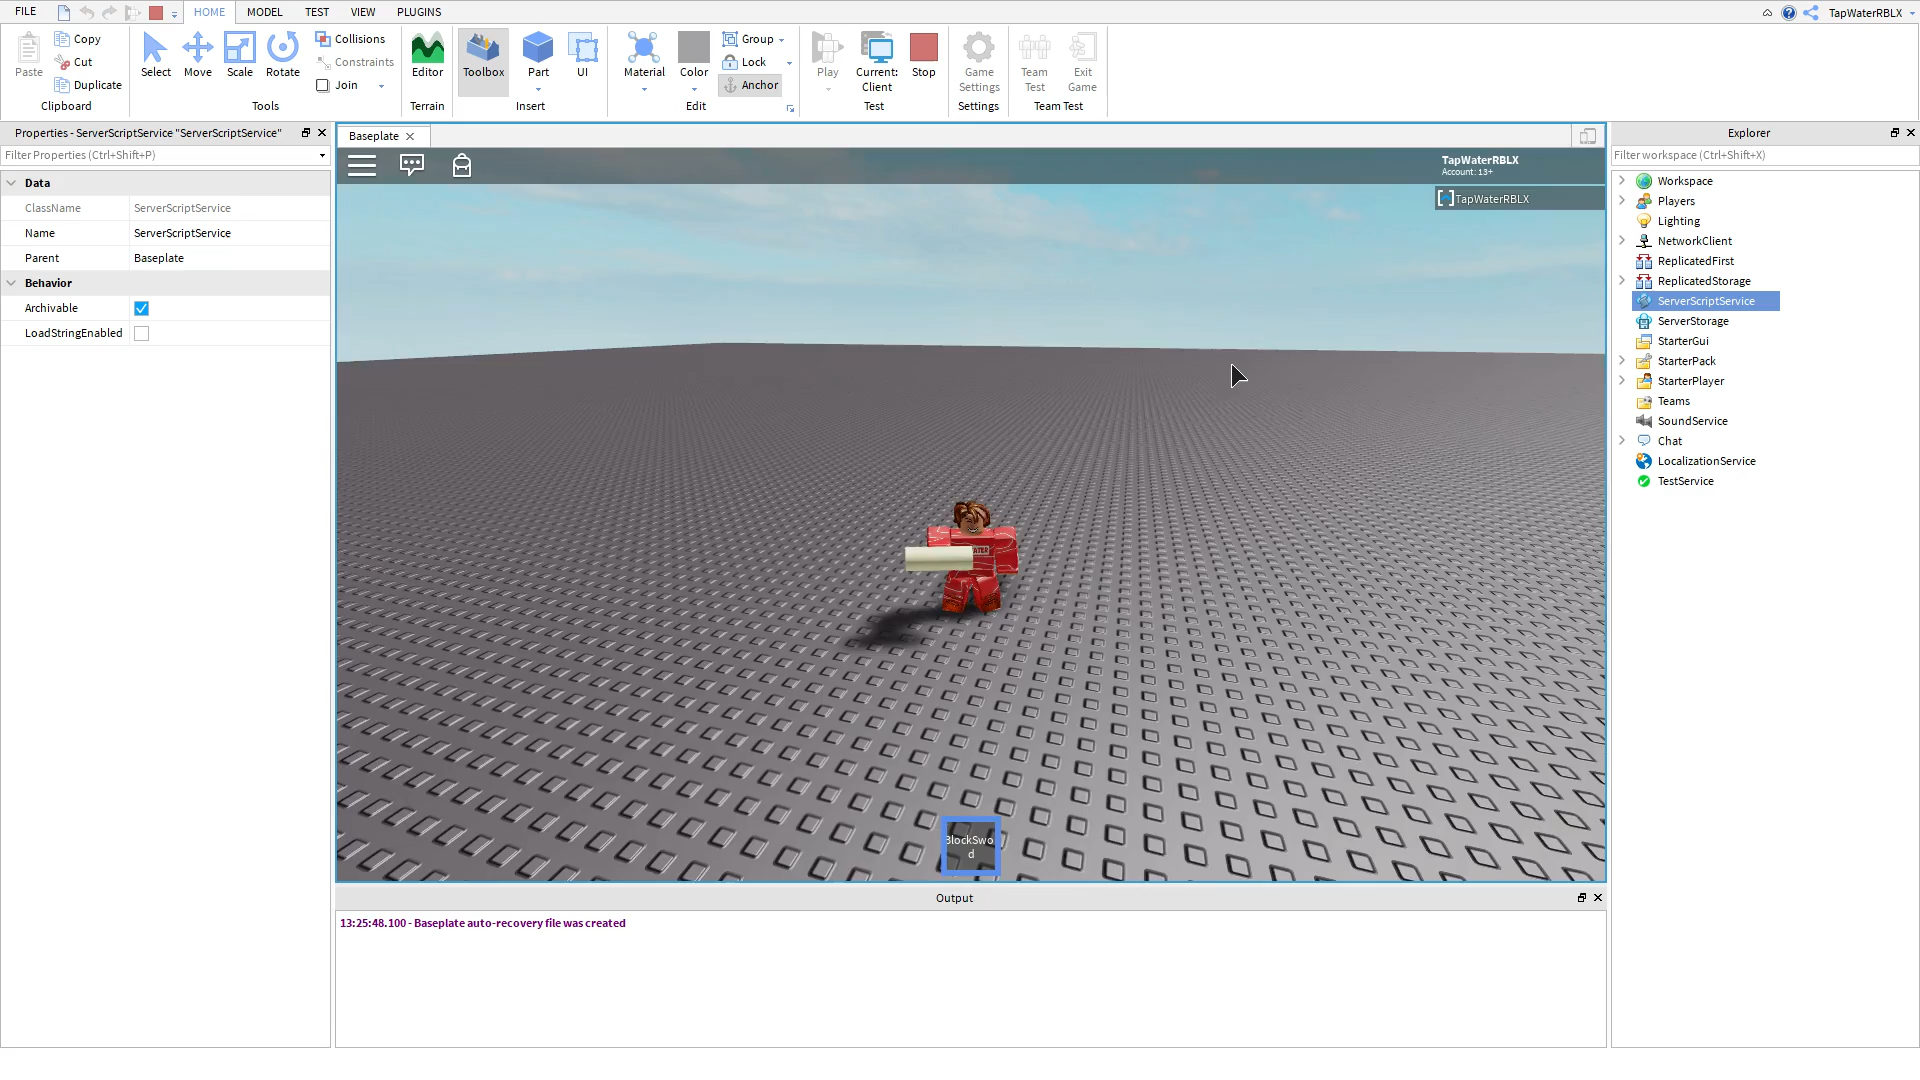 FILE HOME MODEL TEST VIEW PLUGINS TapWaterRBLX
Paste Copy Cut Duplicate Clipboard
Select Move Scale Rotate Collisions Constraints Join Tools
Editor Terrain
Toolbox Part UI Insert
Material Color Group Lock Anchor Edit
Play Current: Client Stop Test
Game Settings Settings
Team Test Exit Game Team Test
Properties - ServerScriptService "ServerScriptService"
Filter Properties (Ctrl+Shift+P)
Data
ClassName ServerScriptService
Name ServerScriptService
Parent Baseplate
Behavior
Archivable
LoadStringEnabled
Baseplate
TapWaterRBLX
Account: 13+
TapWaterRBLX
BlockSwo
d
Output
13:25:48.100 - Baseplate auto-recovery file was created
Explorer
Filter workspace (Ctrl+Shift+X)
Workspace
Players
Lighting
NetworkClient
ReplicatedFirst
ReplicatedStorage
ServerScriptService
ServerStorage
StarterGui
StarterPack
StarterPlayer
Teams
SoundService
Chat
LocalizationService
TestService